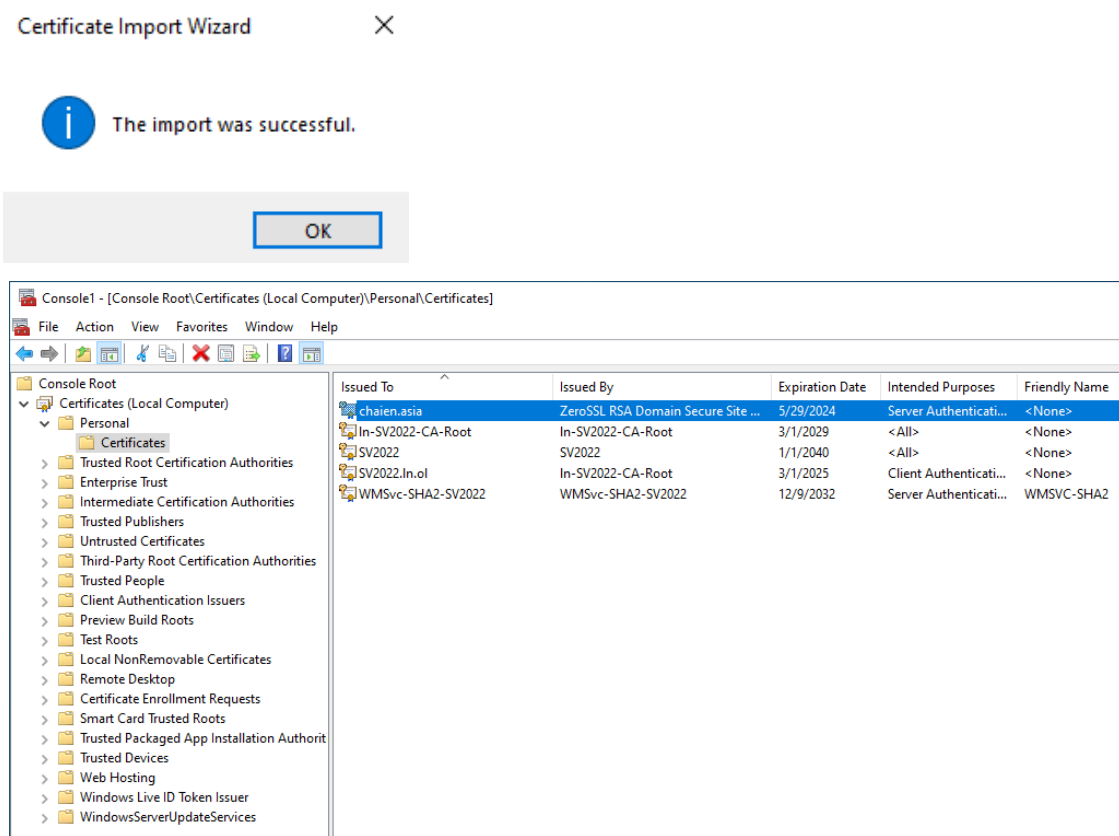 Certificate Import Wizard
The import was successful.
OK
Console1 - [Console Root\Certificates (Local Computer)\Personal\Certificates]
File Action View Favorites Window Help
Console Root
Certificates (Local Computer)
Personal
Certificates
Trusted Root Certification Authorities
Enterprise Trust
Intermediate Certification Authorities
Trusted Publishers
Untrusted Certificates
Third-Party Root Certification Authorities
Trusted People
Client Authentication Issuers
Preview Build Roots
Test Roots
Local NonRemovable Certificates
Remote Desktop
Certificate Enrollment Requests
Smart Card Trusted Roots
Trusted Packaged App Installation Authorit
Trusted Devices
Web Hosting
Windows Live ID Token Issuer
WindowsServerUpdateServices
Issued To Issued By Expiration Date Intended Purposes Friendly Name
chaien.asia ZeroSSL RSA Domain Secure Site ... 5/29/2024 Server Authenticati... <None>
In-SV2022-CA-Root In-SV2022-CA-Root 3/1/2029 <All> <None>
SV2022 SV2022 1/1/2040 <All> <None>
SV2022.In.ol In-SV2022-CA-Root 3/1/2025 Client Authenticati... <None>
WMSvc-SHA2-SV2022 WMSvc-SHA2-SV2022 12/9/2032 Server Authenticati... WMSVC-SHA2